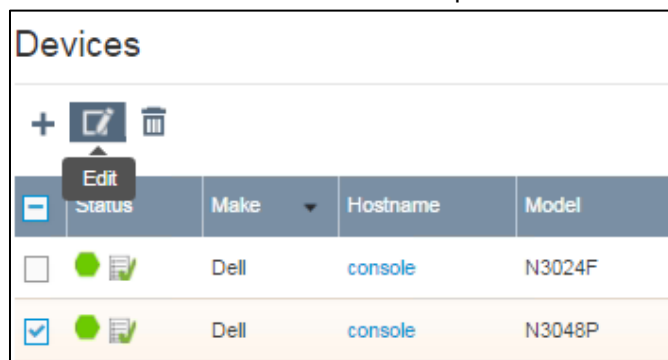 Devices
Edit
Status Make Hostname Model
Dell console N3024F
Dell console N3048P